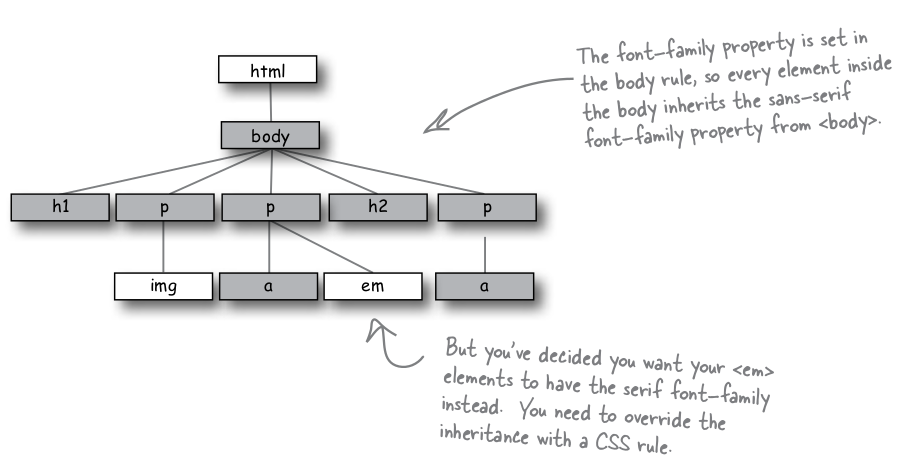 html
The font-family property is set in
the body rule, so every element inside
the body inherits the sans-serif
font-family property from <body>.
body
h1
p
p
h2
p
img
a
em
a
But you've decided you want your <em>
elements to have the serif font-family
instead. You need to override the
inheritance with a CSS rule.